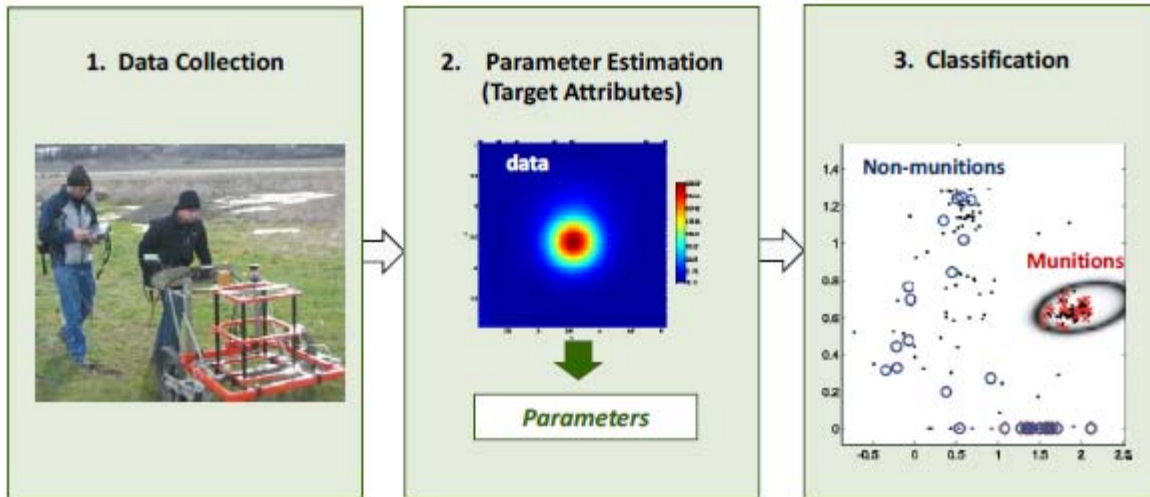 1. Data Collection
2. Parameter Estimation
(Target Attributes)
data
Parameters
3. Classification
Non-munitions
Munitions
1.4
1.2
1
0.8
0.6
0.4
0.2
0
-0.5
0
0.5
1
1.5
2
2.5